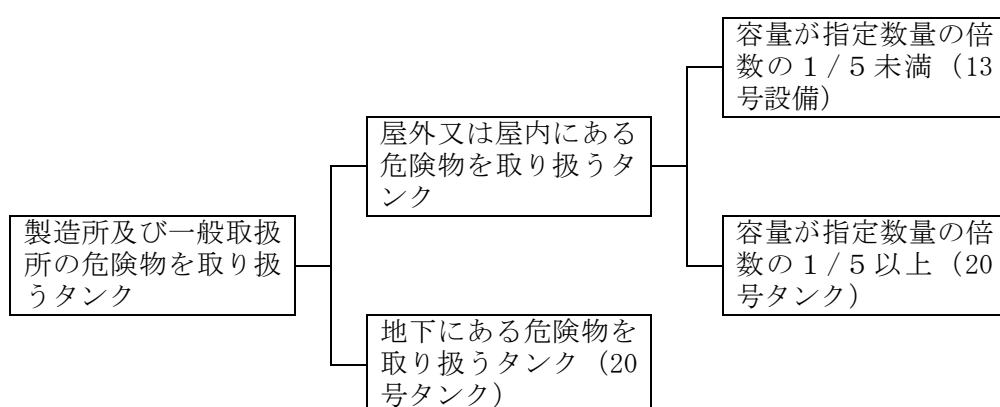 製造所及び一般取扱
所の危険物を取り扱
うタンク
屋外又は屋内にある
危険物を取り扱うタ
ンク
容量が指定数量の倍
数の１/５未満（13
号設備）
容量が指定数量の倍
数の１/５以上（20
号タンク）
地下にある危険物を
取り扱うタンク（20
号タンク）